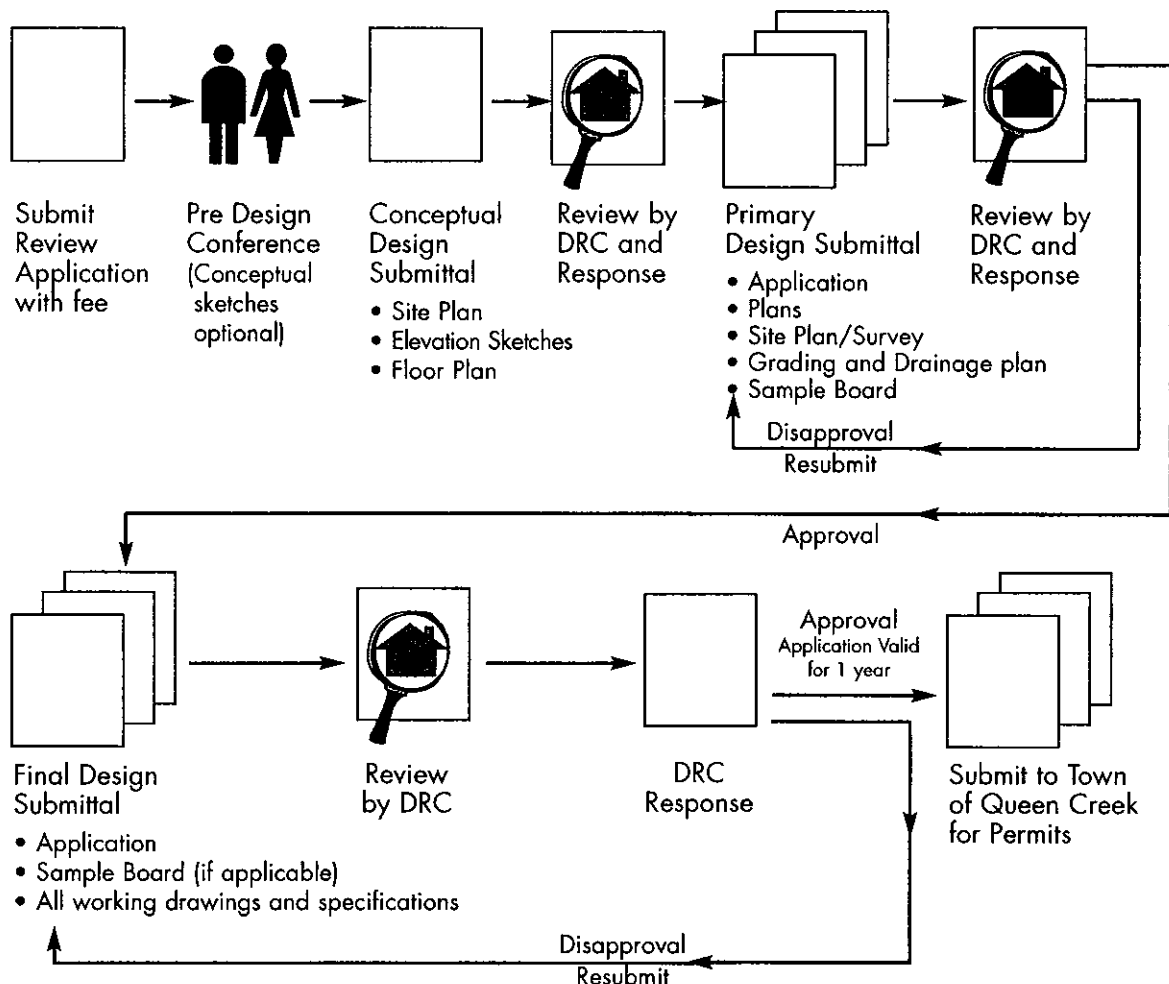 Submit
Review
Application
with fee
Pre Design
Conference
(Conceptual
sketches
optional)
Conceptual
Design
Submittal
• Site Plan
• Elevation Sketches
• Floor Plan
Review by
DRC and
Response
Primary
Design Submittal
• Application
• Plans
• Site Plan/Survey
• Grading and Drainage plan
• Sample Board
Review by
DRC and
Response
Disapproval
Resubmit
Approval
Final Design
Submittal
• Application
• Sample Board (if applicable)
• All working drawings and specifications
Review
by DRC
DRC
Response
Approval
Application Valid
for 1 year
Submit to Town
of Queen Creek
for Permits
Disapproval
Resubmit